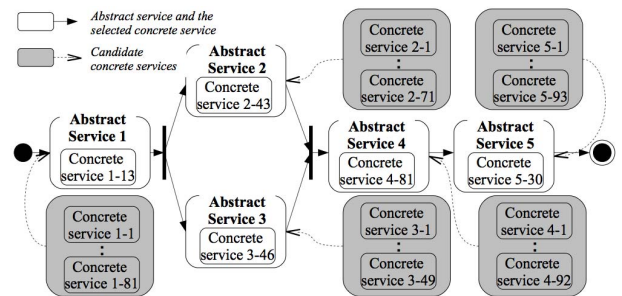 Abstract service and the
selected concrete service
Candidate
concrete services
Abstract
Service 1
Concrete
service 1-13
Concrete
service 1-1
⋮
Concrete
service 1-81
Abstract
Service 2
Concrete
service 2-43
Abstract
Service 3
Concrete
service 3-46
Concrete
service 2-1
⋮
Concrete
service 2-71
Concrete
service 5-1
⋮
Concrete
service 5-93
Abstract
Service 4
Concrete
service 4-81
Abstract
Service 5
Concrete
service 5-30
Concrete
service 3-1
⋮
Concrete
service 3-49
Concrete
service 4-1
⋮
Concrete
service 4-92